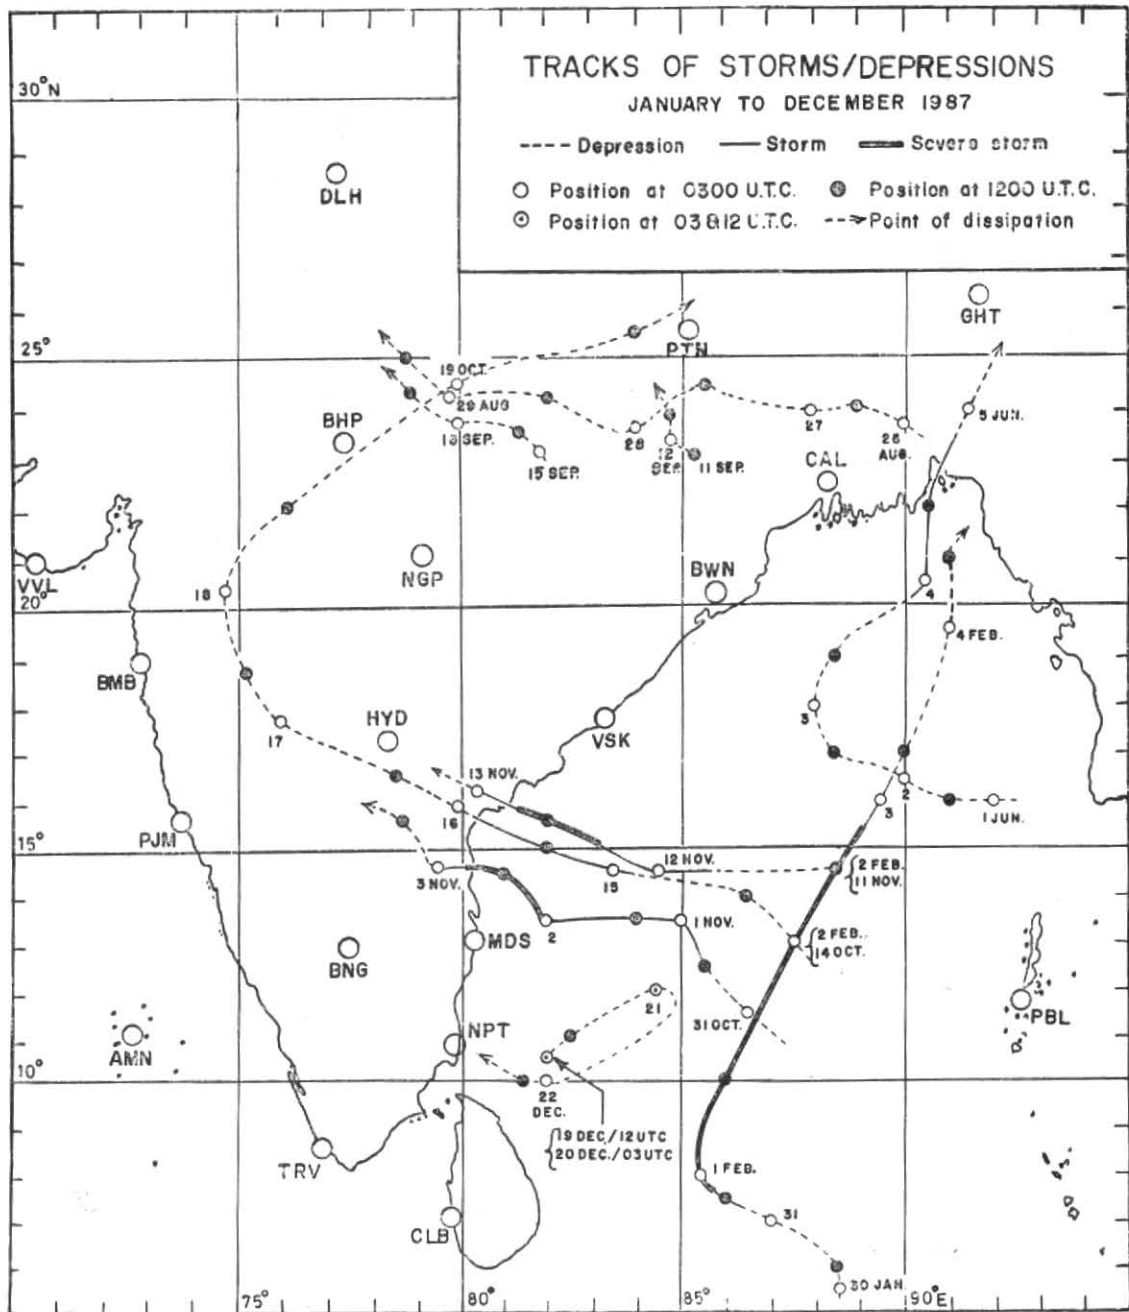 TRACKS OF STORMS/DEPRESSIONS
JANUARY TO DECEMBER 1987
Depression Storm Severe storm
Position at 0300 U.T.C. Position at 1200 U.T.C.
Position at 03&12 U.T.C. Point of dissipation
30°N
DLH
GHT
25°
PTN
19 OCT.
29 AUG
5 JUN.
BHP
16 SEP.
15 SEP.
28
12 SEP.
11 SEP.
27
26 AUG.
CAL
VVL
NGP
BWN
18
20°
4
4 FEB.
BMB
17
HYD
VSK
3
13 NOV.
2
1 JUN.
16
3
PJM
15°
3 NOV.
15
12 NOV.
2 FEB.
11 NOV.
2
1 NOV.
MDS
BNG
2 FEB.
14 OCT.
21
31 OCT.
PBL
NPT
AMN
10°
22 DEC.
19 DEC./12 UTC
20 DEC./03 UTC
TRV
1 FEB.
CLB
31
30 JAN.
75° 80° 85° 90°E